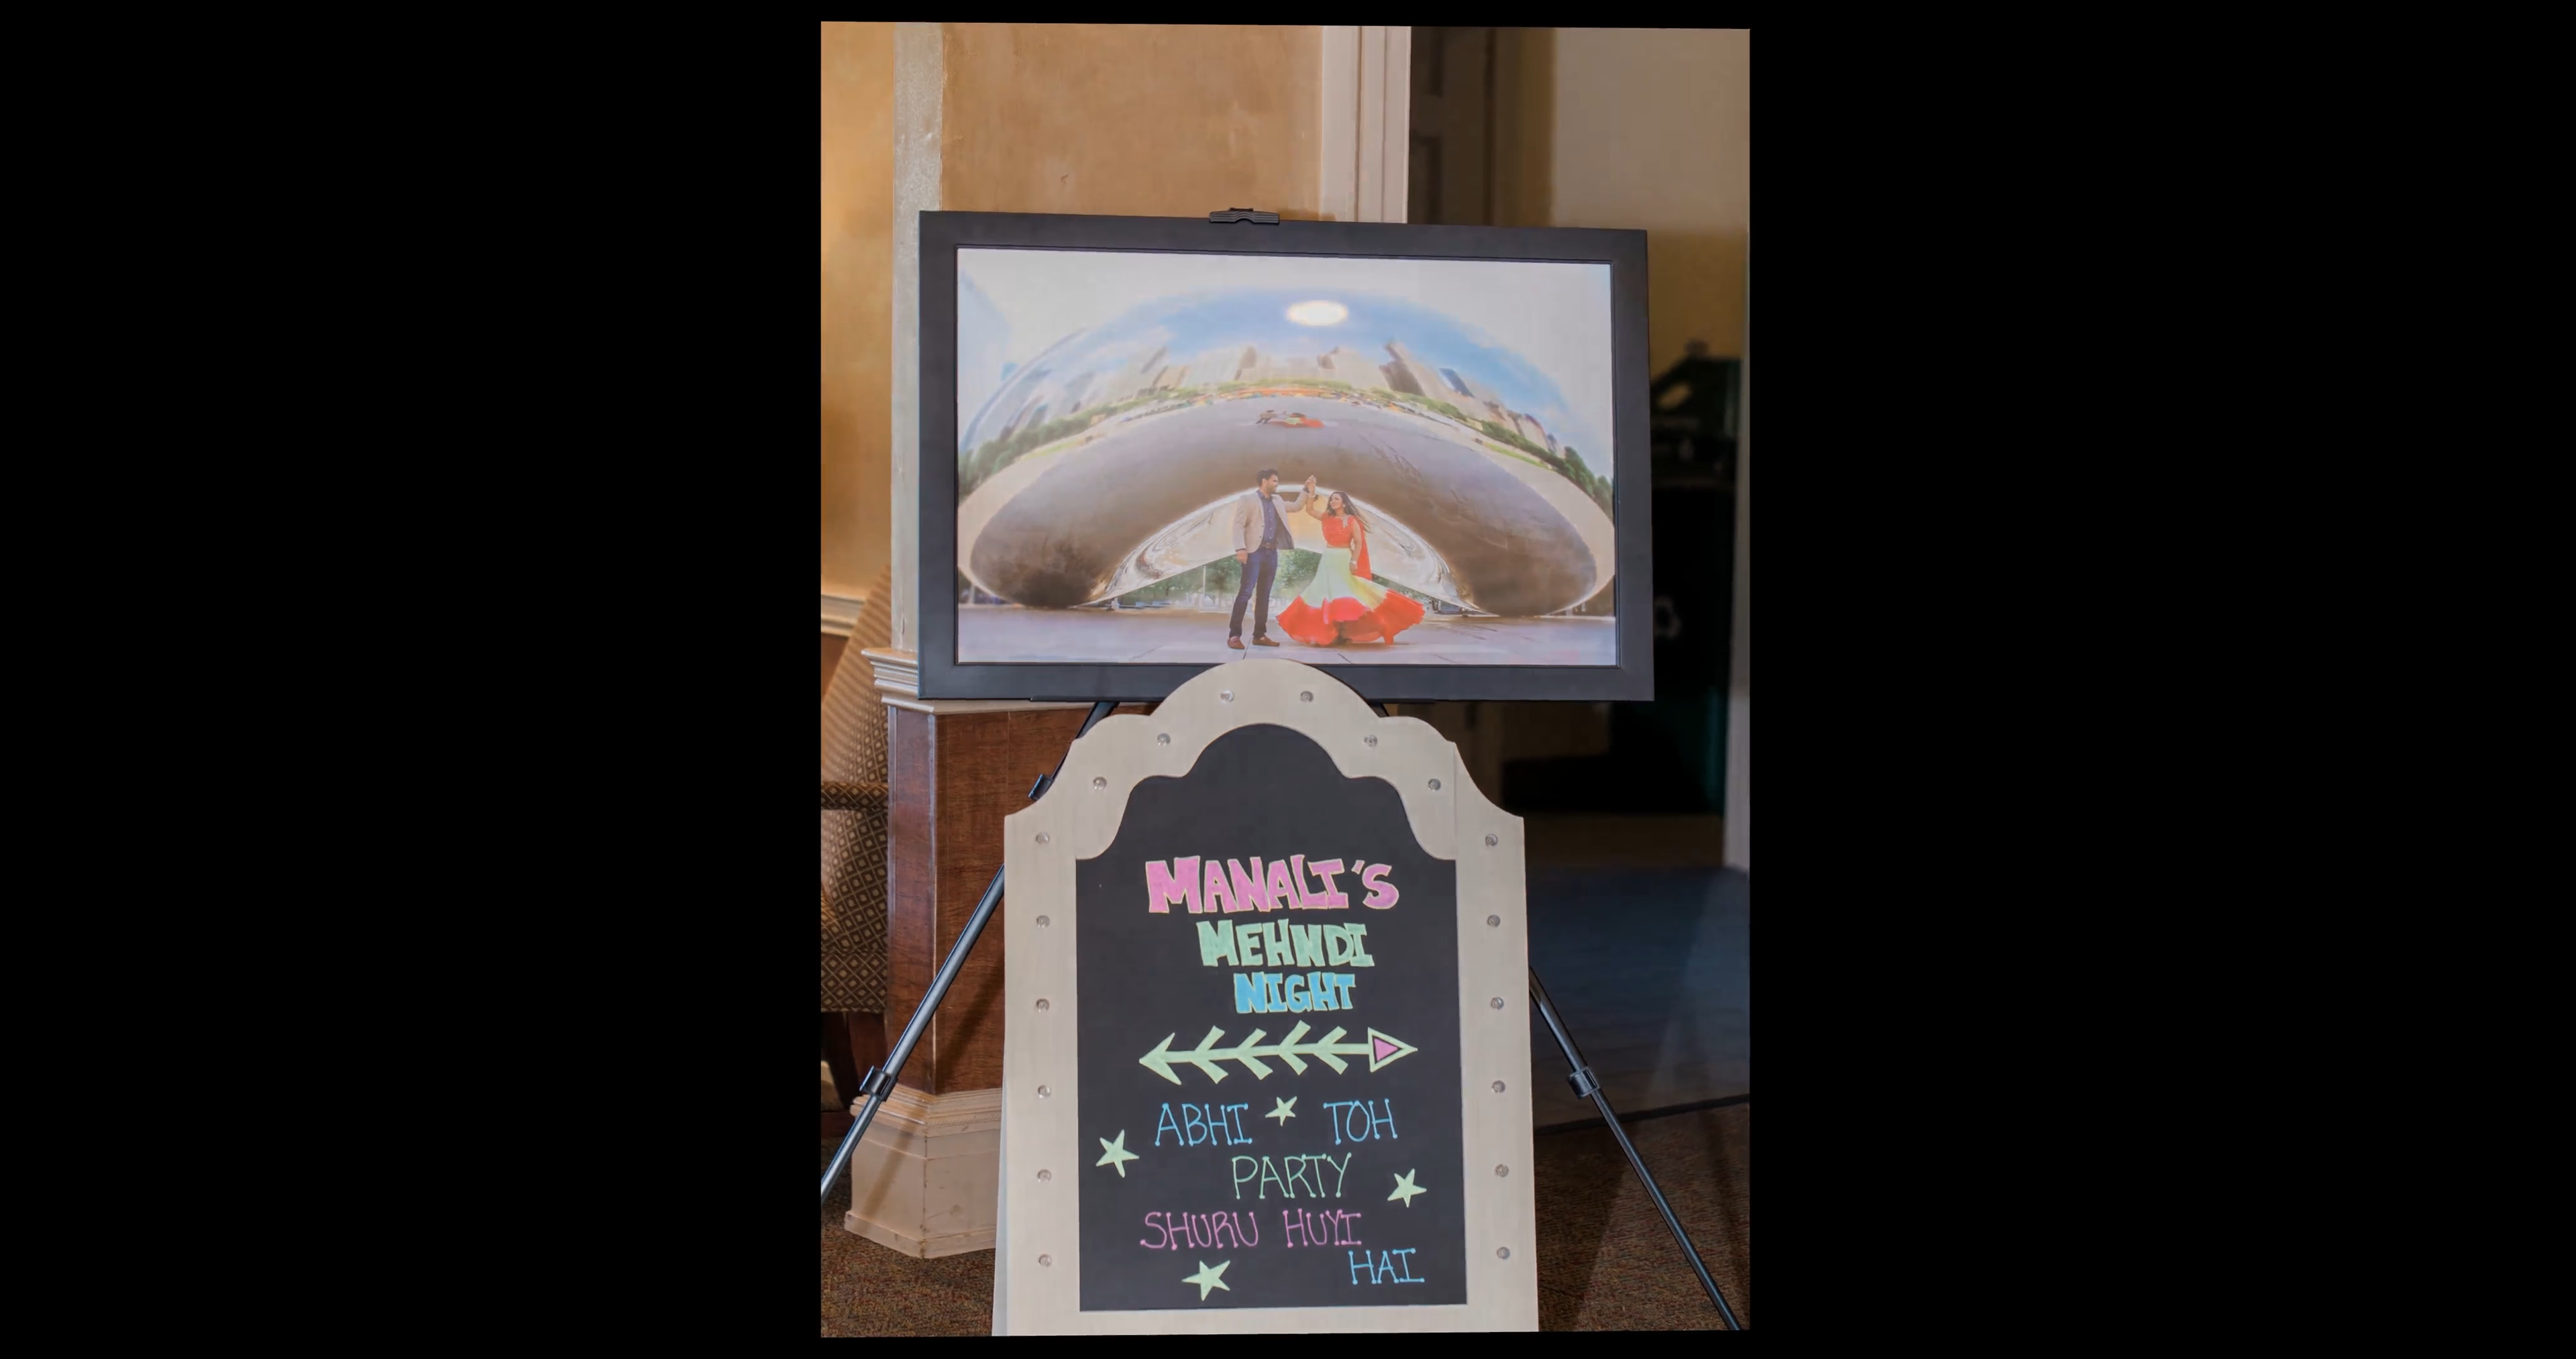 MANALI'S
MEHNDI
NIGHT
ABHI TOH
PARTY
SHURU HUYI
HAI